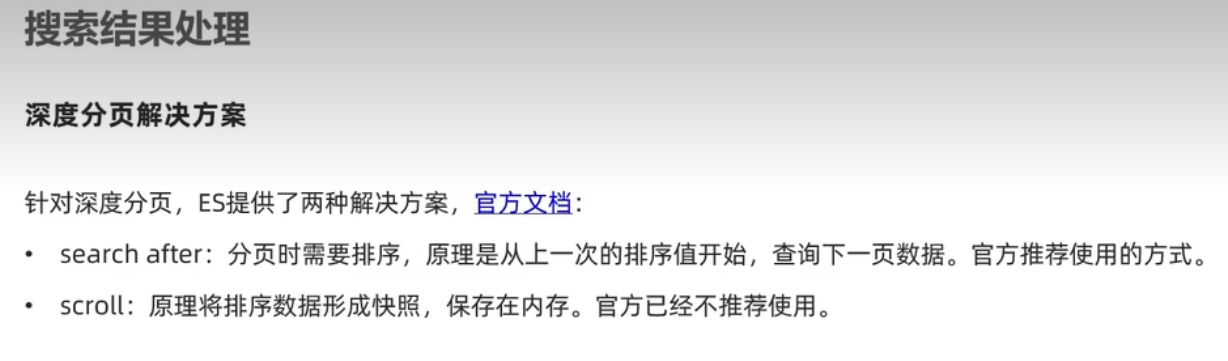 搜索结果处理
深度分页解决方案
针对深度分页，ES提供了两种解决方案，官方文档：
• search after：分页时需要排序，原理是从上一次的排序值开始，查询下一页数据。官方推荐使用的方式。
• scroll：原理将排序数据形成快照，保存在内存。官方已经不推荐使用。